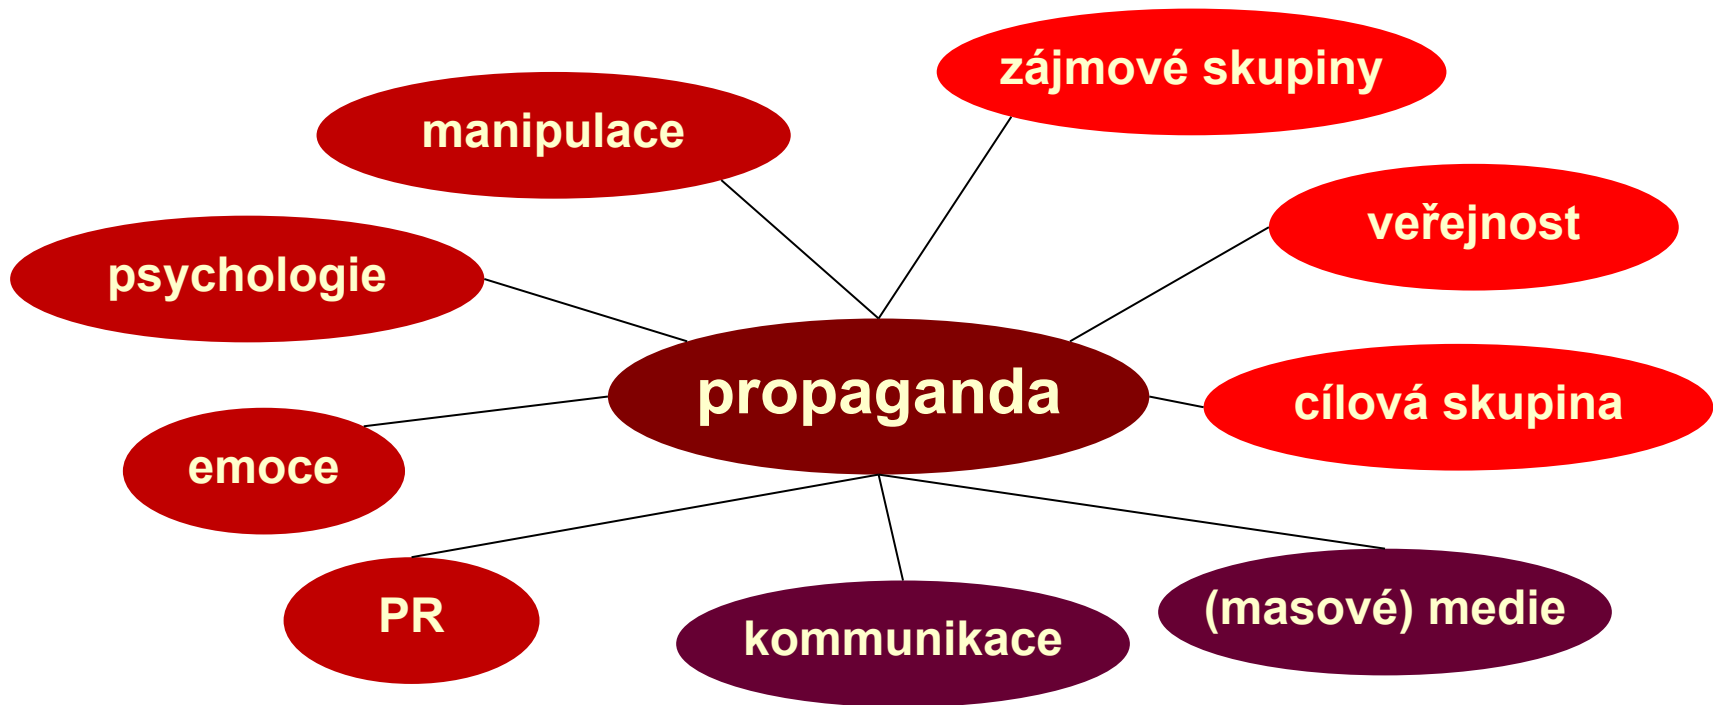 zájmové skupiny
manipulace
veřejnost
psychologie
propaganda
cílová skupina
emoce
PR
kommunikace
(masové) medie